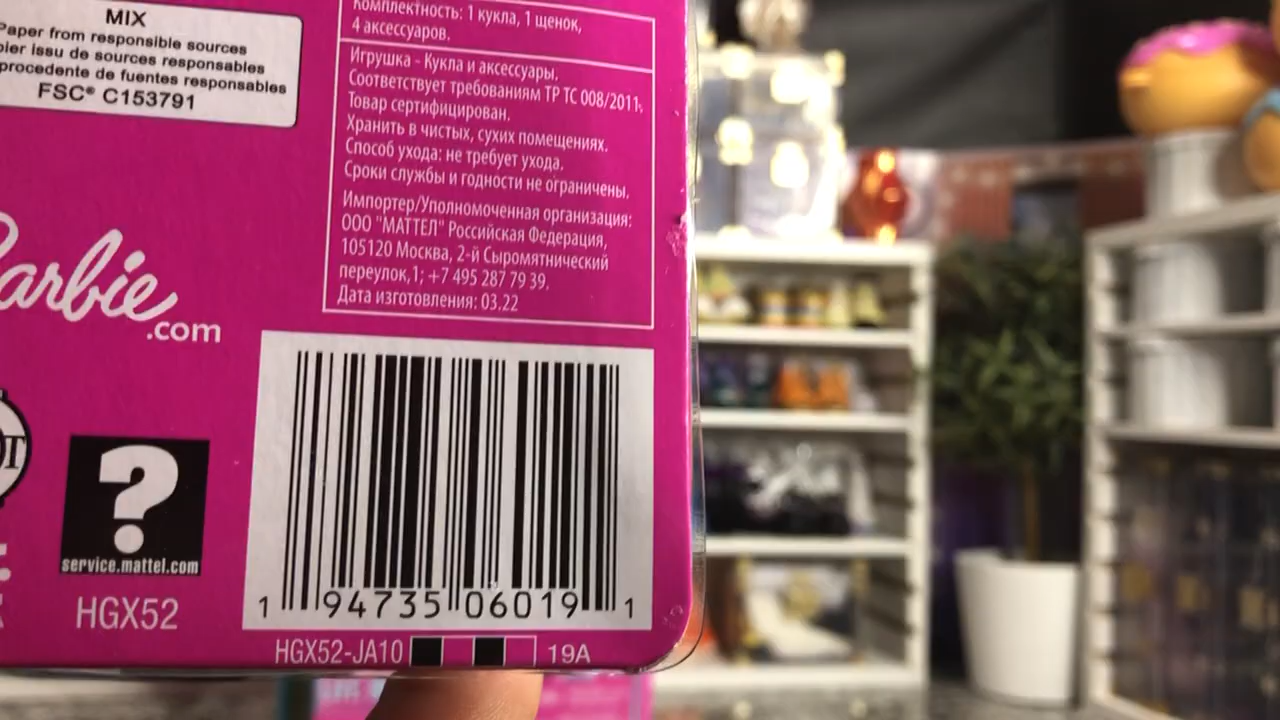 MIX
Paper from responsible sources
pier issu de sources responsables
procedente de fuentes responsables
FSC® C153791
Комплектность: 1 кукла, 1 щенок,
4 аксессуаров.
Игрушка - Кукла и аксессуары.
Соответствует требованиям ТР ТС 008/2011.
Товар сертифицирован.
Хранить в чистых, сухих помещениях.
Способ ухода: не требует ухода.
Сроки службы и годности не ограничены.
Импортер/Уполномоченная организация:
ООО "МАТТЕЛ" Российская Федерация,
105120 Москва, 2-й Сыромятнический
переулок,1; +7 495 287 79 39.
Дата изготовления: 03.22
Barbie
.com
service.mattel.com
HGX52
1 94735 06019 1
HGX52-JA10
19A